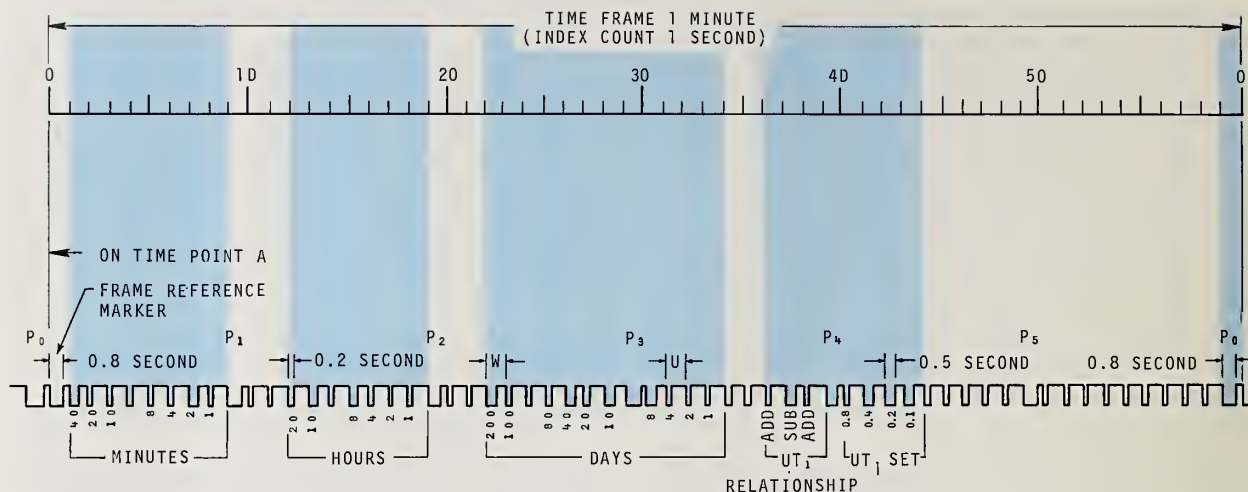 TIME FRAME 1 MINUTE
(INDEX COUNT 1 SECOND)
0 10 20 30 40 50 0
ON TIME POINT A
FRAME REFERENCE
MARKER
P₀ P₁ P₂ P₃ P₄ P₅ P₀
0.8 SECOND 0.2 SECOND W U 0.5 SECOND 0.8 SECOND
40 20 10 8 4 2 1 20 10 8 4 2 1 200 100 80 40 20 10 8 4 2 1 ADD SUB ADD 0.8 0.4 0.2 0.1
MINUTES HOURS DAYS UT₁ UT₁ SET
RELATIONSHIP